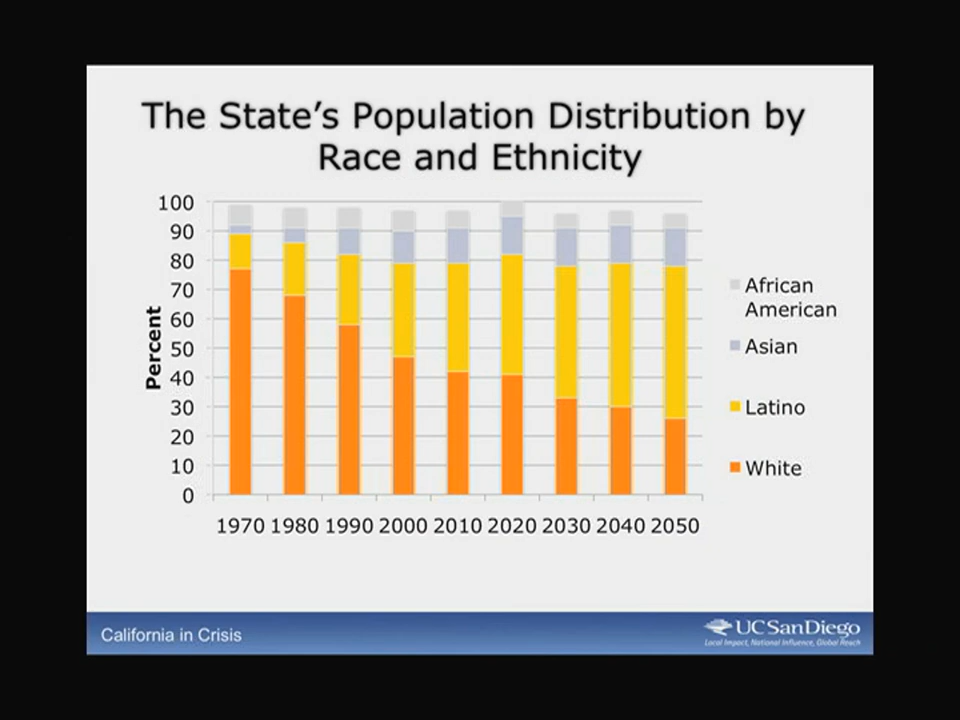 The State's Population Distribution by
Race and Ethnicity
Percent
100
90
80
70
60
50
40
30
20
10
0
1970 1980 1990 2000 2010 2020 2030 2040 2050
African
American
Asian
Latino
White
California in Crisis
UC San Diego
Local Impact, National Influence, Global Reach